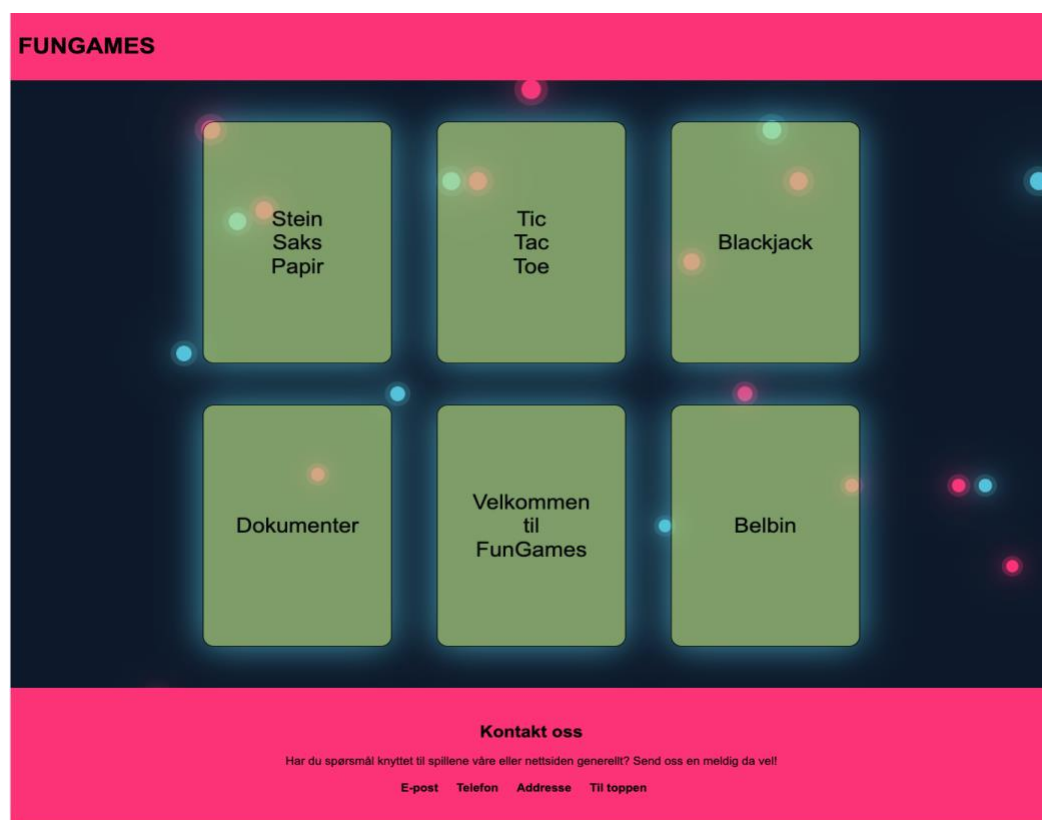 FUNGAMES
Stein
Saks
Papir
Tic
Tac
Toe
Blackjack
Dokumenter
Velkommen
til
FunGames
Belbin
Kontakt oss
Har du spørsmål knyttet til spillene våre eller nettsiden generellt? Send oss en meldig da vel!
E-post Telefon Addresse Til toppen